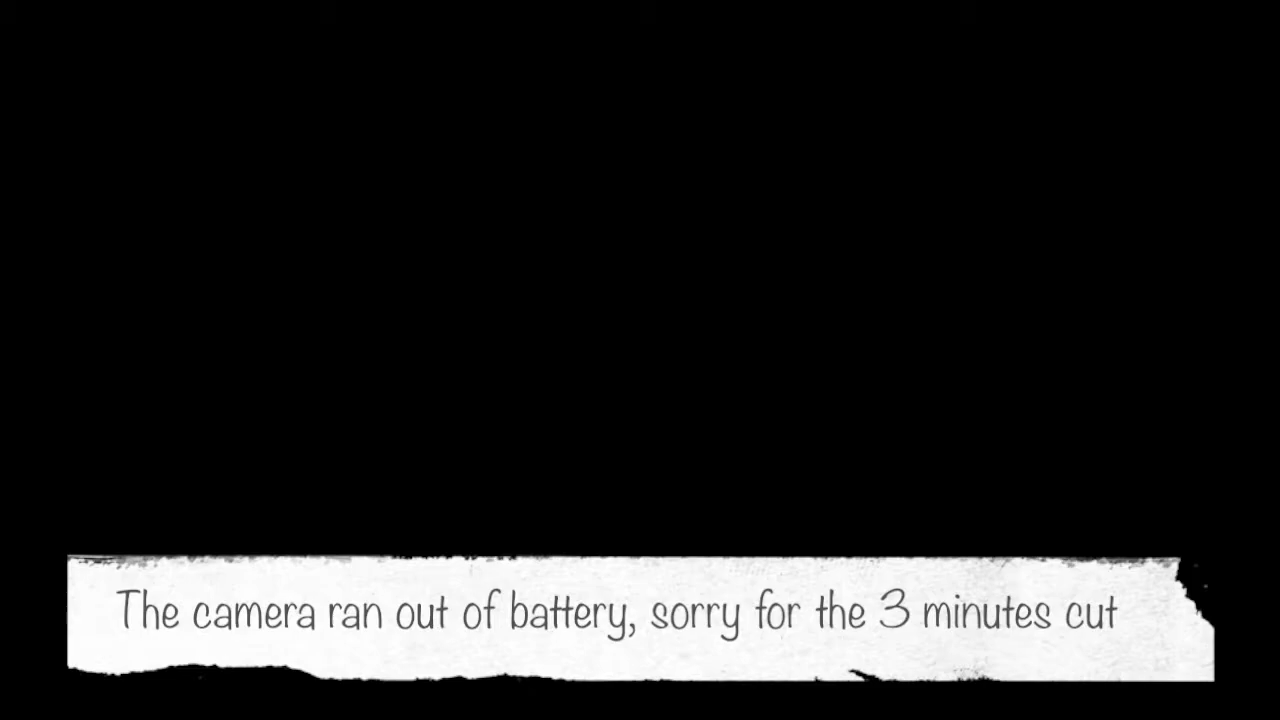 The camera ran out of battery, sorry for the 3 minutes cut